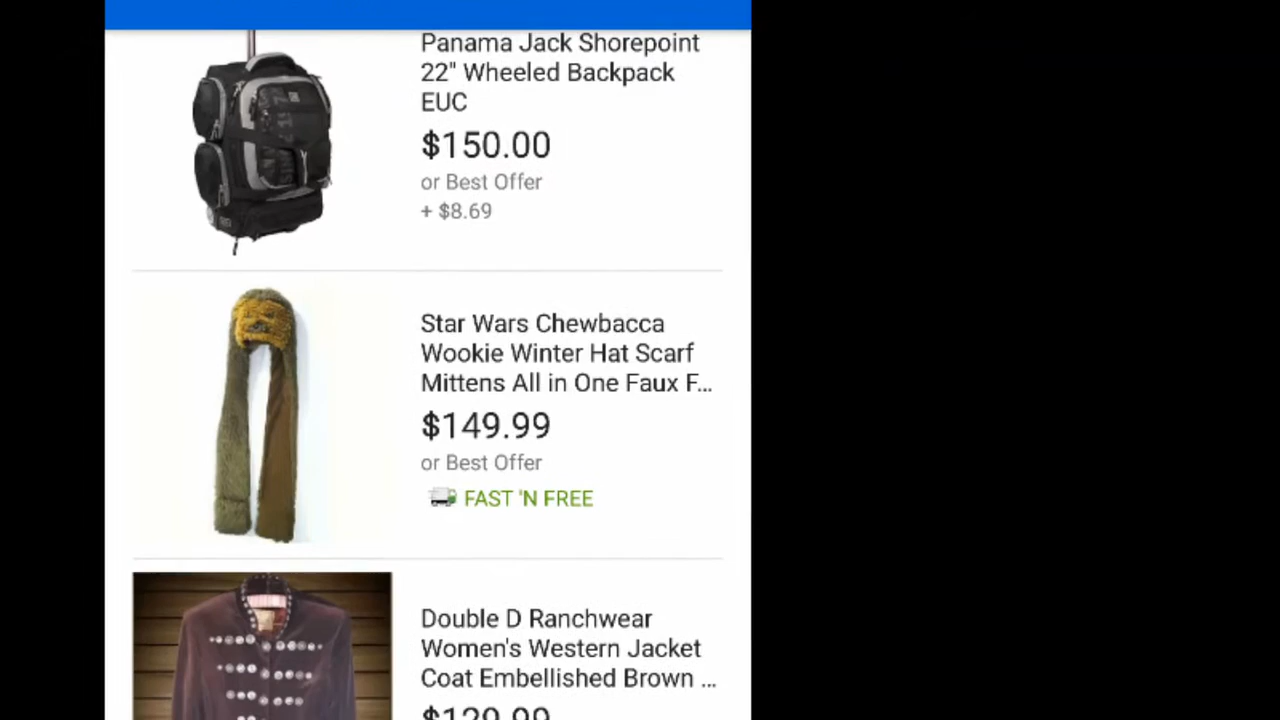 Panama Jack Shorepoint
22" Wheeled Backpack
EUC
$150.00
or Best Offer
+ $8.69
Star Wars Chewbacca
Wookie Winter Hat Scarf
Mittens All in One Faux F...
$149.99
or Best Offer
FAST 'N FREE
Double D Ranchwear
Women's Western Jacket
Coat Embellished Brown ...
$129.99